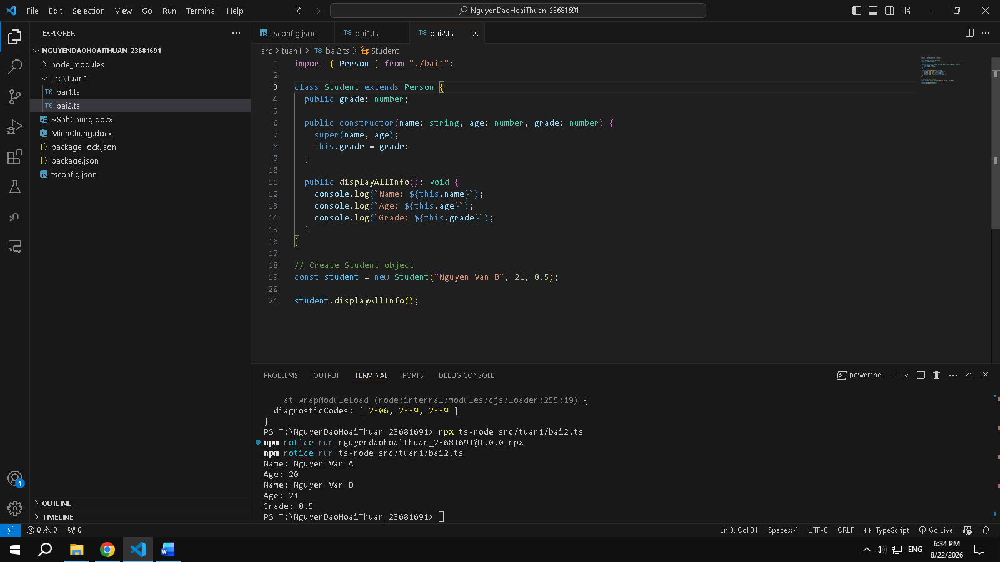 File Edit Selection View Go Run Terminal Help
NguyenDaoHoaiThuan_23681691
EXPLORER
NGUYENDAOHOAITHUAN_23681691
node_modules
src\tuan1
TS bai1.ts
TS bai2.ts
~$nhChung.docx
MinhChung.docx
{} package-lock.json
{} package.json
TS tsconfig.json
OUTLINE
TIMELINE
TS tsconfig.json
TS bai1.ts
TS bai2.ts
src > tuan1 > TS bai2.ts > Student
1 import { Person } from "./bai1";
2
3 class Student extends Person {
4 public grade: number;
5
6 public constructor(name: string, age: number, grade: number) {
7 super(name, age);
8 this.grade = grade;
9 }
10
11 public displayAllInfo(): void {
12 console.log(`Name: ${this.name}`);
13 console.log(`Age: ${this.age}`);
14 console.log(`Grade: ${this.grade}`);
15 }
16 }
17
18 // Create Student object
19 const student = new Student("Nguyen Van B", 21, 8.5);
20
21 student.displayAllInfo();
PROBLEMS OUTPUT TERMINAL PORTS DEBUG CONSOLE
powershell
at wrapModuleLoad (node:internal/modules/cjs/loader:255:19) {
diagnosticCodes: [ 2306, 2339, 2339 ]
}
PS T:\NguyenDaoHoaiThuan_23681691> npx ts-node src/tuan1/bai2.ts
npm notice run nguyendaohoaithuan_23681691@1.0.0 npx
npm notice run ts-node src/tuan1/bai2.ts
Name: Nguyen Van A
Age: 20
Name: Nguyen Van B
Age: 21
Grade: 8.5
PS T:\NguyenDaoHoaiThuan_23681691>
1
0 0 0
Ln 3, Col 31 Spaces: 4 UTF-8 CRLF {} TypeScript Go Live
ENG
6:34 PM
8/22/2026